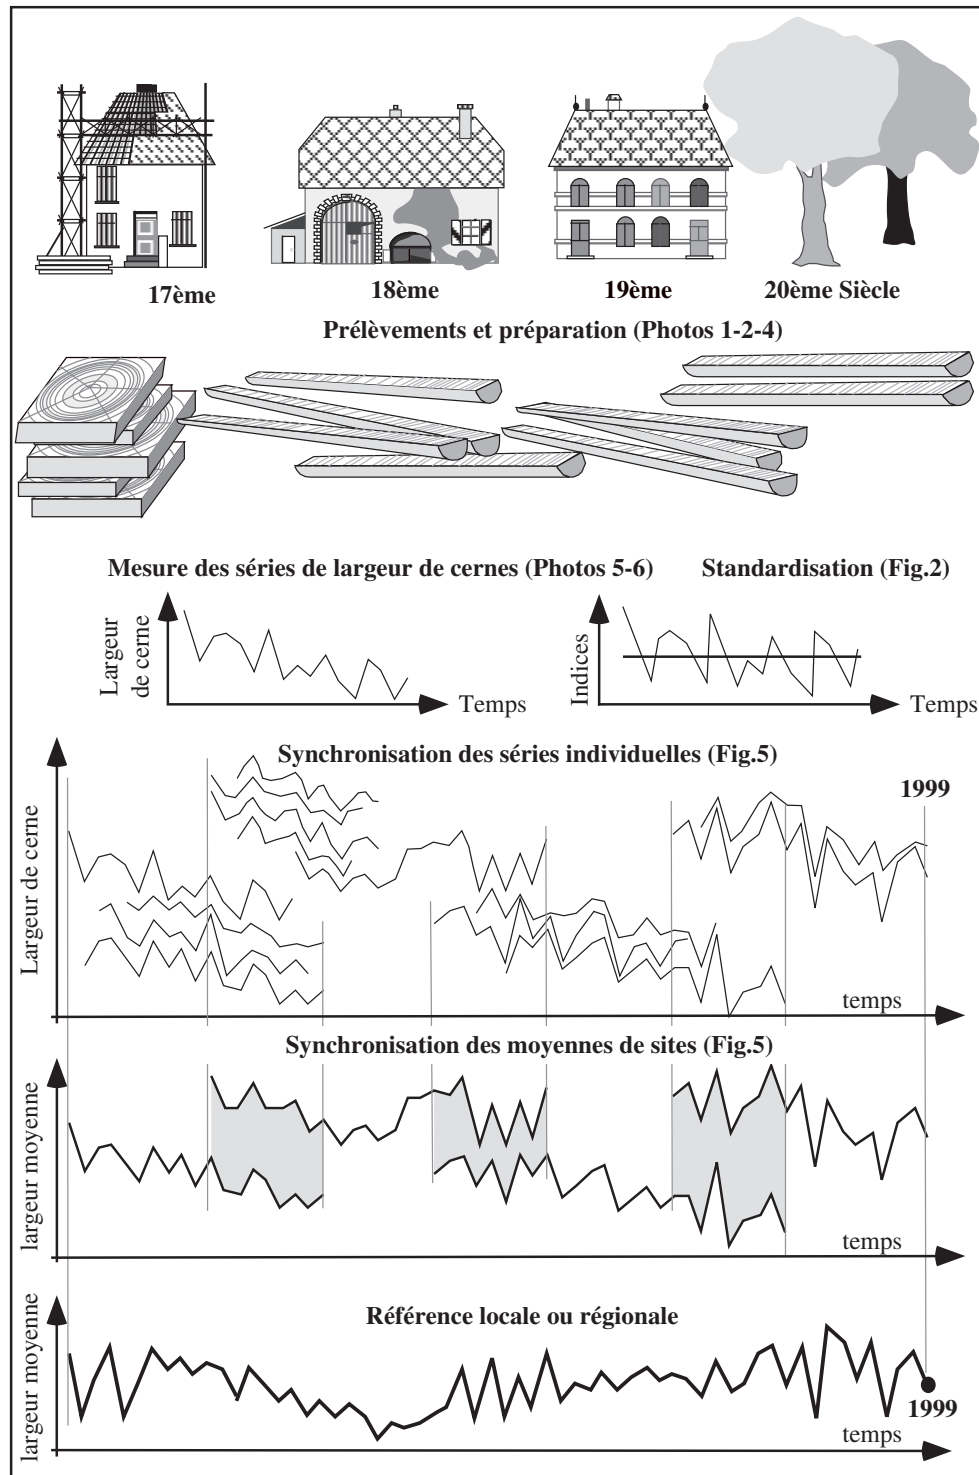 17ème
18ème
19ème
20ème Siècle
Prélèvements et préparation (Photos 1-2-4)
Mesure des séries de largeur de cernes (Photos 5-6)
Standardisation (Fig.2)
Largeur
de cerne
Temps
Indices
Temps
Synchronisation des séries individuelles (Fig.5)
1999
Largeur de cerne
temps
Synchronisation des moyennes de sites (Fig.5)
largeur moyenne
temps
Référence locale ou régionale
largeur moyenne
1999
temps